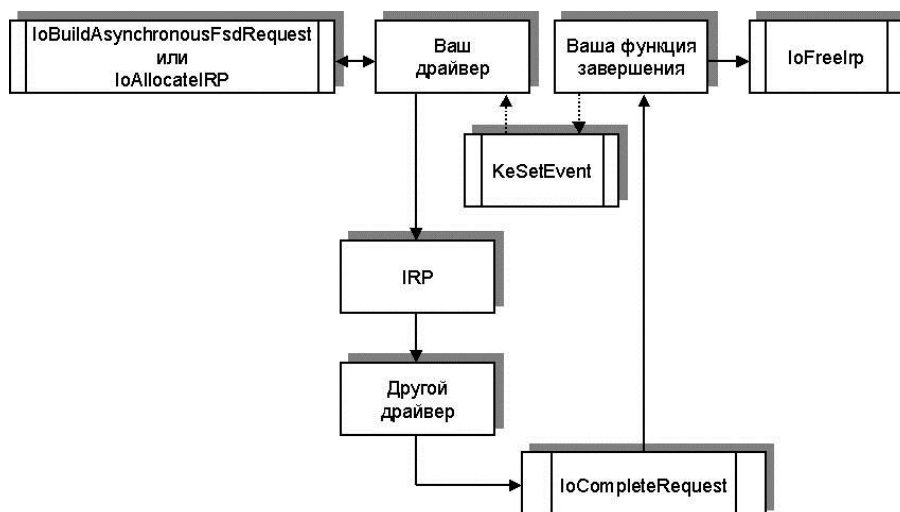 IoBuildAsynchronousFsdRequest
или
IoAllocateIRP
Ваш
драйвер
Ваша функция
завершения
IoFreeIrp
KeSetEvent
IRP
Другой
драйвер
IoCompleteRequest